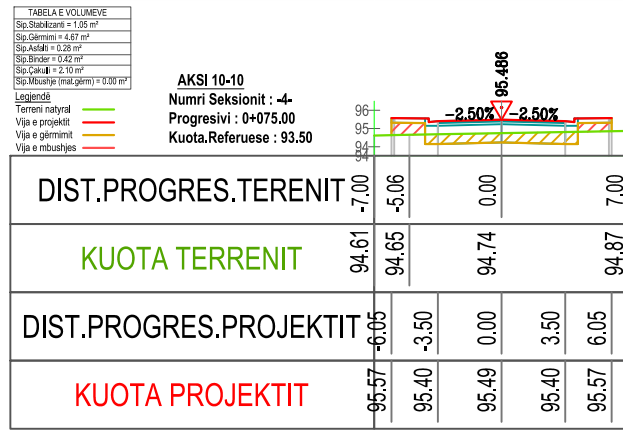 TABELA E VOLUMEVE
Sip.Stabilizanti = 1.05 m²
Sip.Gërmimi = 4.67 m²
Sip.Asfalti = 0.28 m²
Sip.Binder = 0.42 m²
Sip.Çakull = 2.10 m²
Sip.Mbushje (mat.gërm) = 0.00 m²
Legjendë
Terreni natyral
Vija e projektit
Vija e gërmimit
Vija e mbushjes
AKSI 10-10
Numri Seksionit : -4-
Progresivi : 0+075.00
Kuota.Referuese : 93.50
95.486
-2.50% -2.50%
96
95
94
94
DIST.PROGRES.TERENIT -7.00 -5.06 0.00 7.00
KUOTA TERRENIT 94.61 94.65 94.74 94.87
DIST.PROGRES.PROJEKTIT -6.05 -3.50 0.00 3.50 6.05
KUOTA PROJEKTIT 95.57 95.40 95.49 95.40 95.57